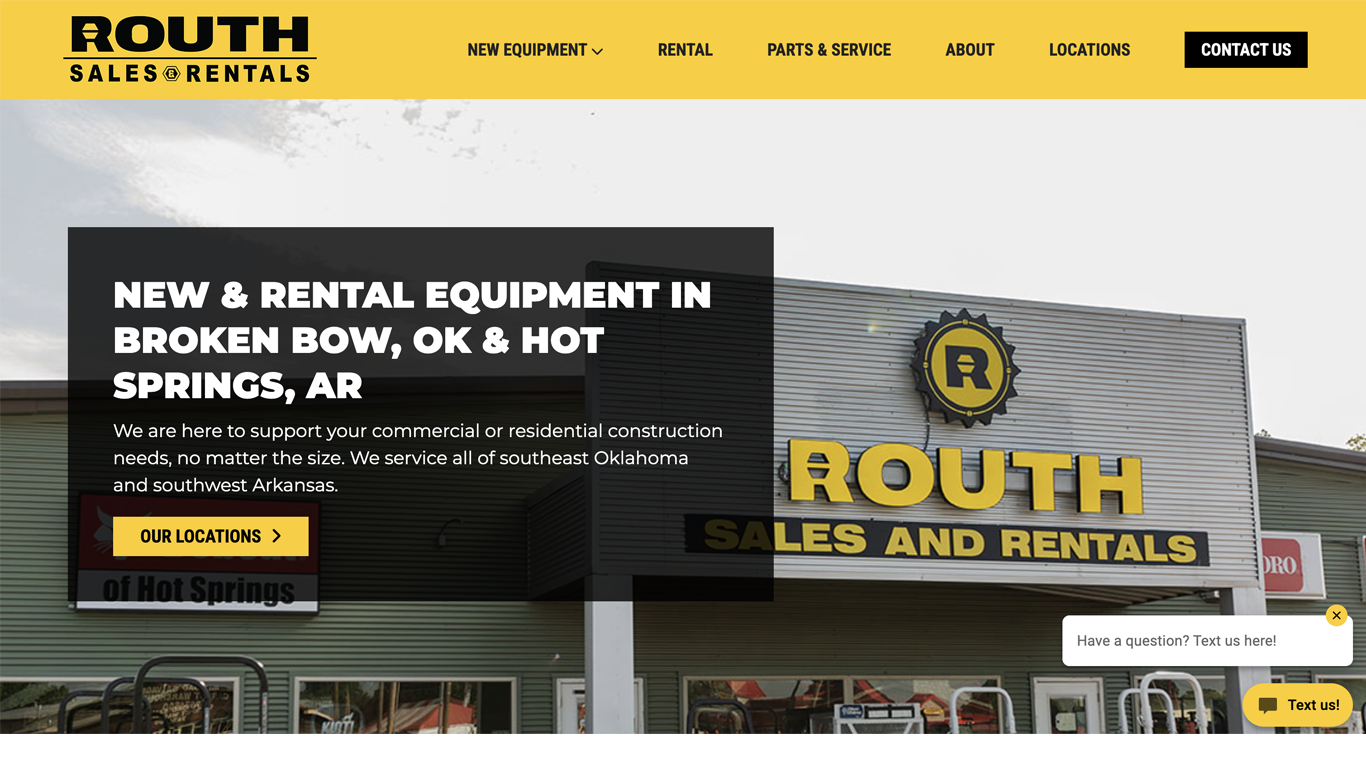 ROUTH
SALES R RENTALS
NEW EQUIPMENT
RENTAL
PARTS & SERVICE
ABOUT
LOCATIONS
CONTACT US
NEW & RENTAL EQUIPMENT IN
BROKEN BOW, OK & HOT
SPRINGS, AR
We are here to support your commercial or residential construction
needs, no matter the size. We service all of southeast Oklahoma
and southwest Arkansas.
OUR LOCATIONS
of Hot Springs
R
ROUTH
SALES AND RENTALS
ORO
Have a question? Text us here!
Text us!